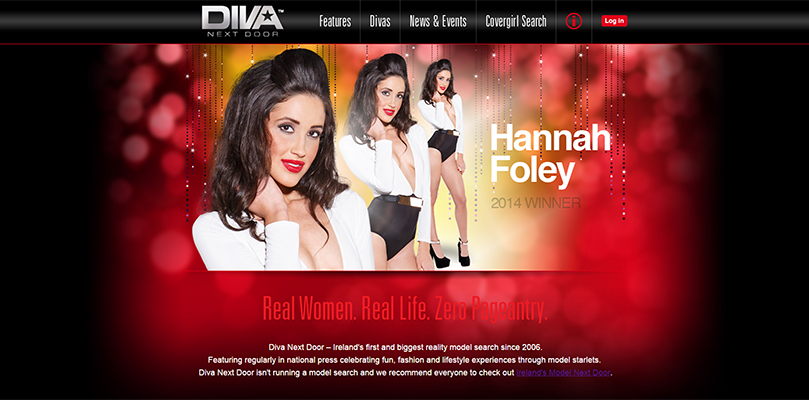 DIVA™
NEXT DOOR
Features Divas News & Events Covergirl Search i Log in
Hannah
Foley
2014 WINNER
Real Women. Real Life. Zero Pageantry.
Diva Next Door – Ireland's first and biggest reality model search since 2006.
Featuring regularly in national press celebrating fun, fashion and lifestyle experiences through model starlets.
Diva Next Door isn't running a model search and we recommend everyone to check out Ireland's Model Next Door.